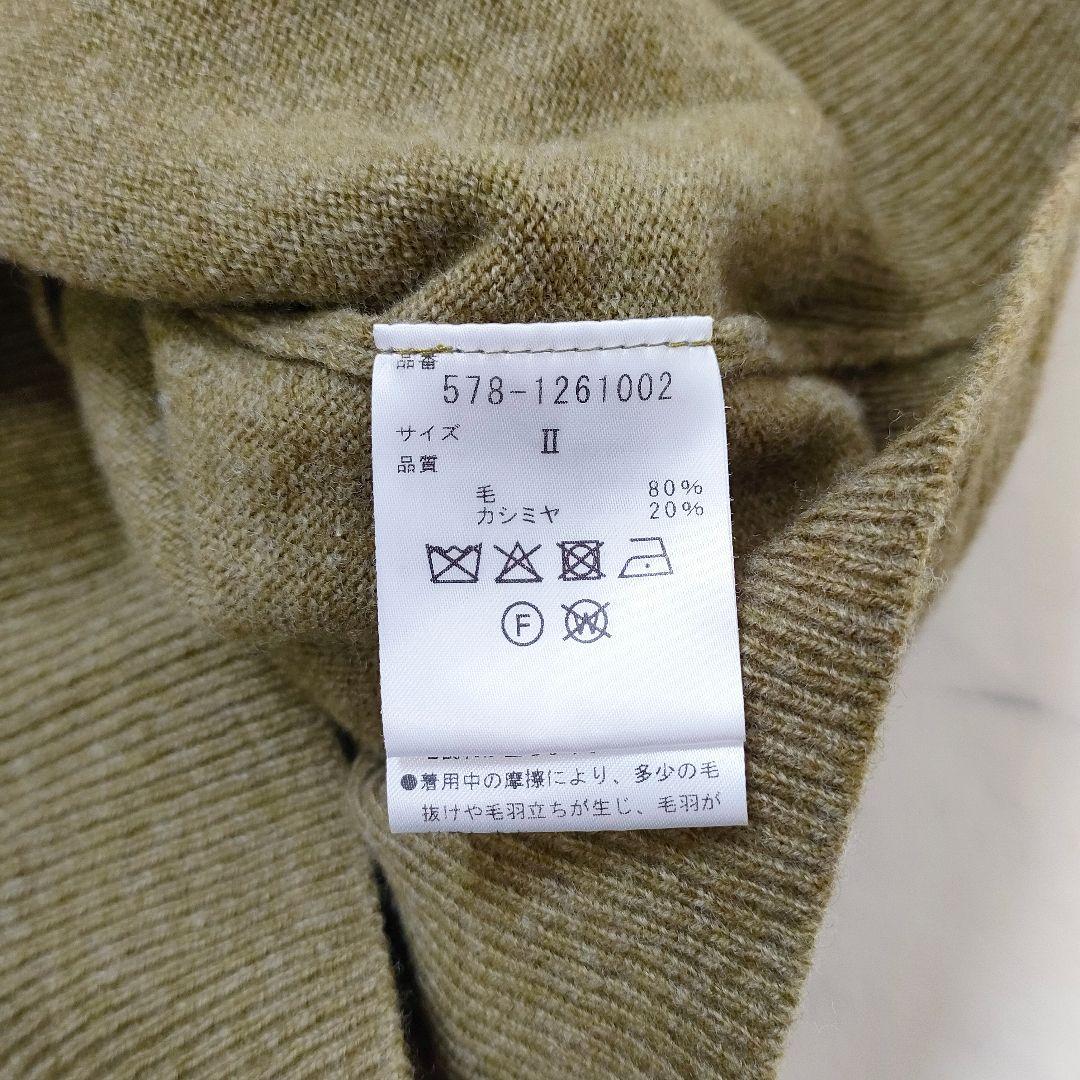 品番
578-1261002
サイズ Ⅱ
品質
毛 80%
カシミヤ 20%
F
W
●着用中の摩擦により、多少の毛
抜けや毛羽立ちが生じ、毛羽が